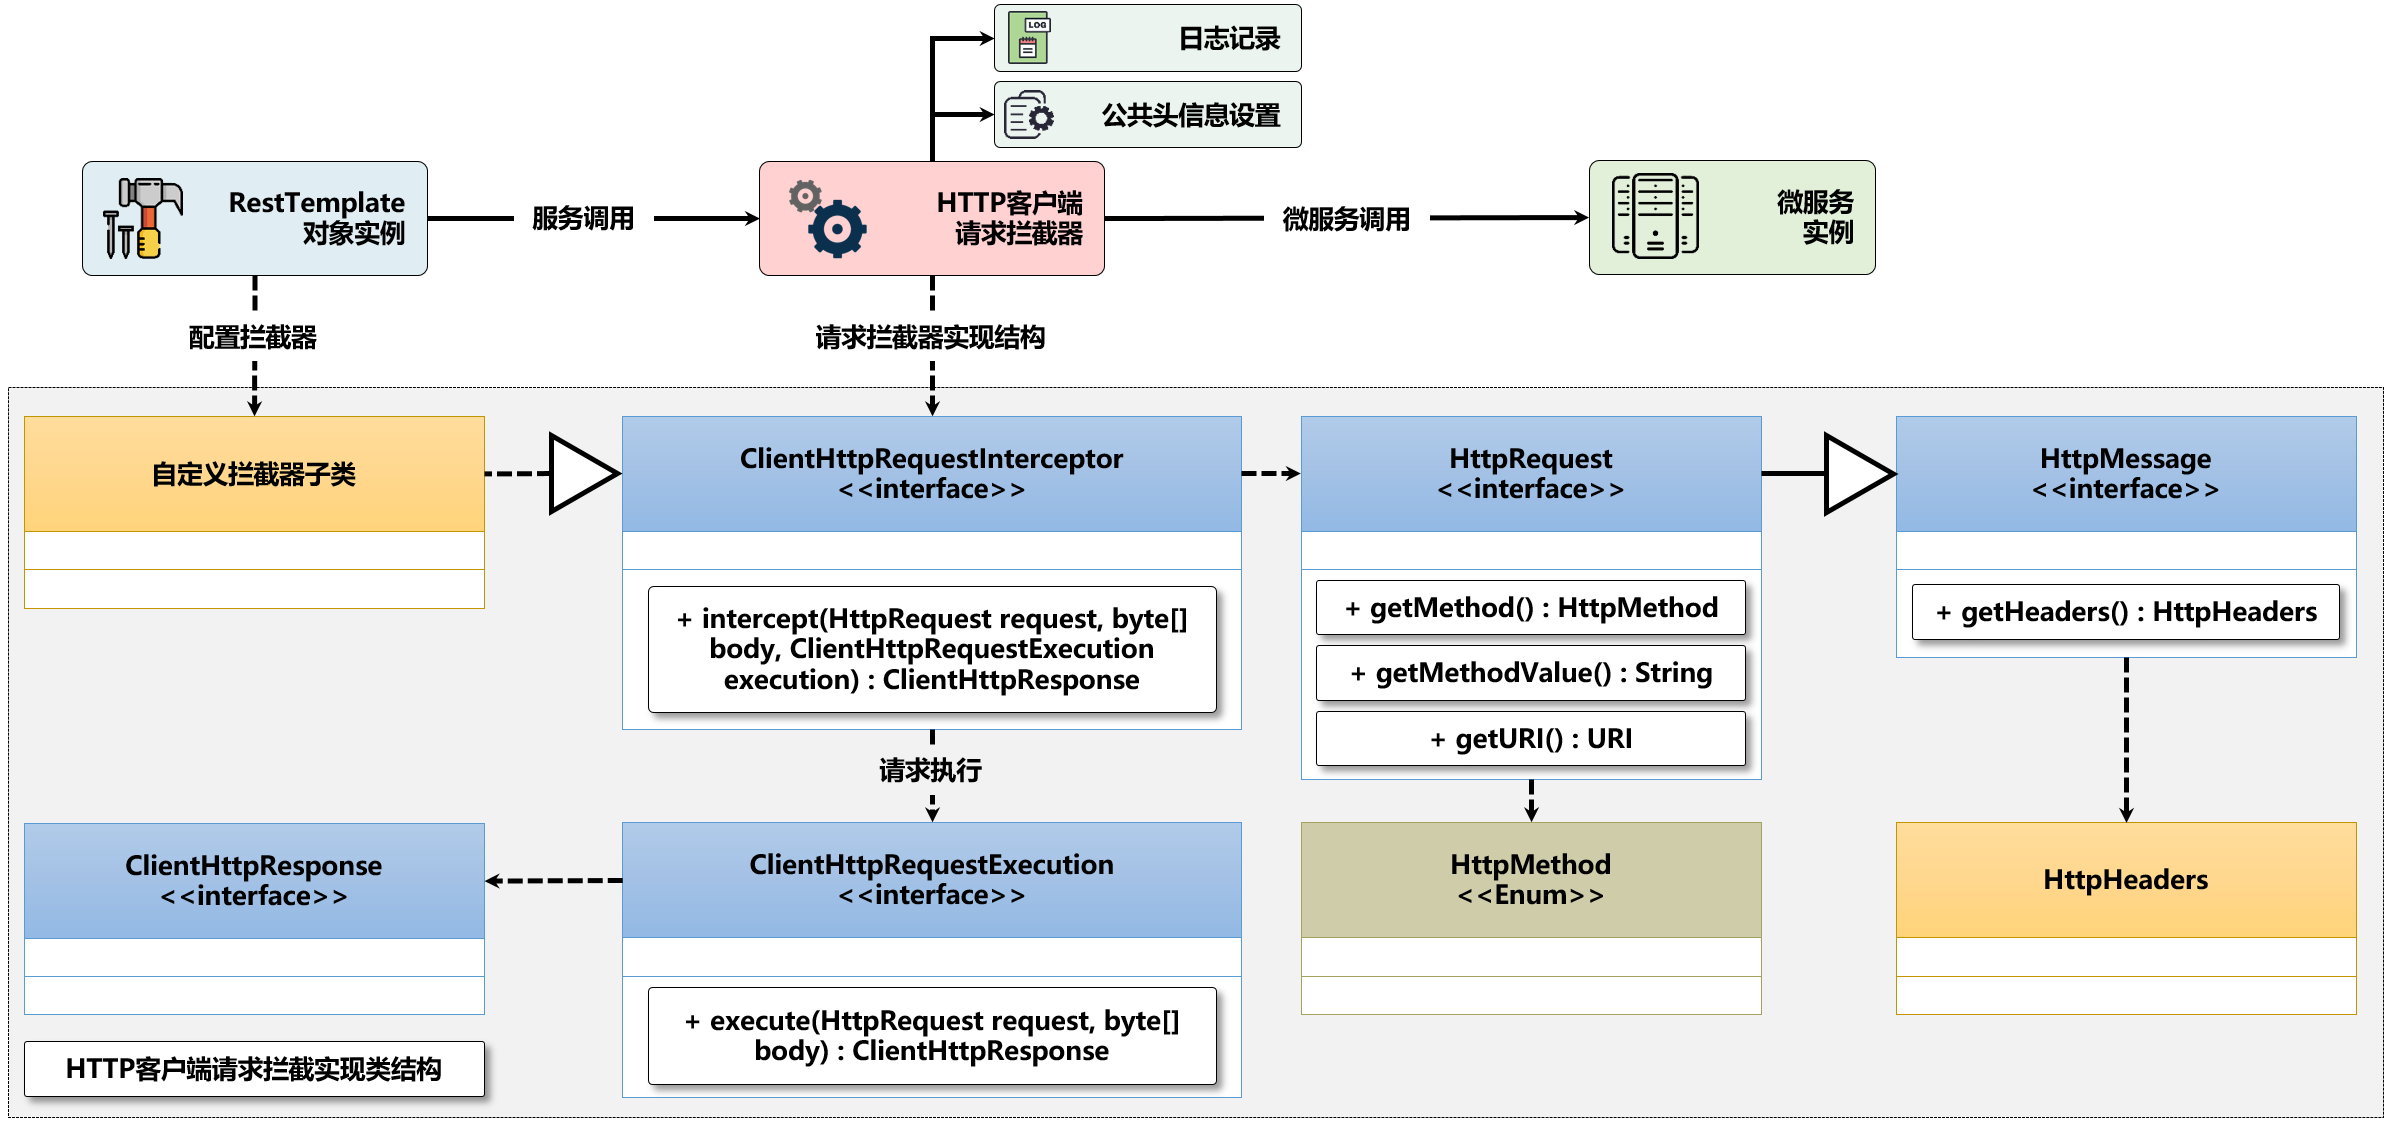 LOG
日志记录
公共头信息设置
RestTemplate
对象实例
服务调用
HTTP客户端
请求拦截器
微服务调用
微服务
实例
配置拦截器
请求拦截器实现结构
自定义拦截器子类
ClientHttpRequestInterceptor
<<interface>>
+ intercept(HttpRequest request, byte[]
body, ClientHttpRequestExecution
execution) : ClientHttpResponse
HttpRequest
<<interface>>
+ getMethod() : HttpMethod
+ getMethodValue() : String
+ getURI() : URI
HttpMessage
<<interface>>
+ getHeaders() : HttpHeaders
请求执行
ClientHttpResponse
<<interface>>
ClientHttpRequestExecution
<<interface>>
+ execute(HttpRequest request, byte[]
body) : ClientHttpResponse
HttpMethod
<<Enum>>
HttpHeaders
HTTP客户端请求拦截实现类结构